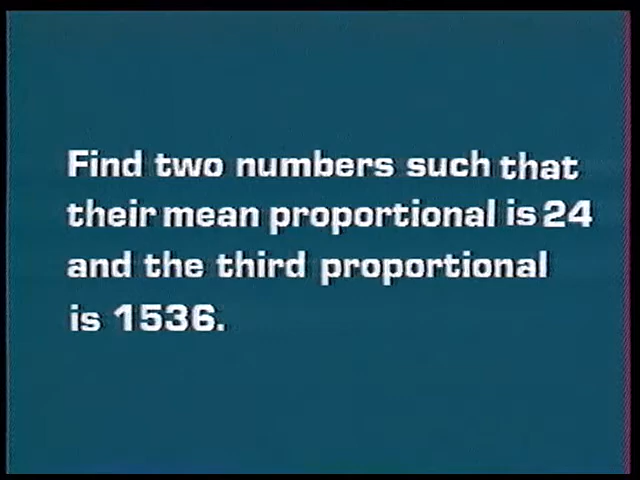 Find two numbers such that
their mean proportional is 24
and the third proportional
is 1536.